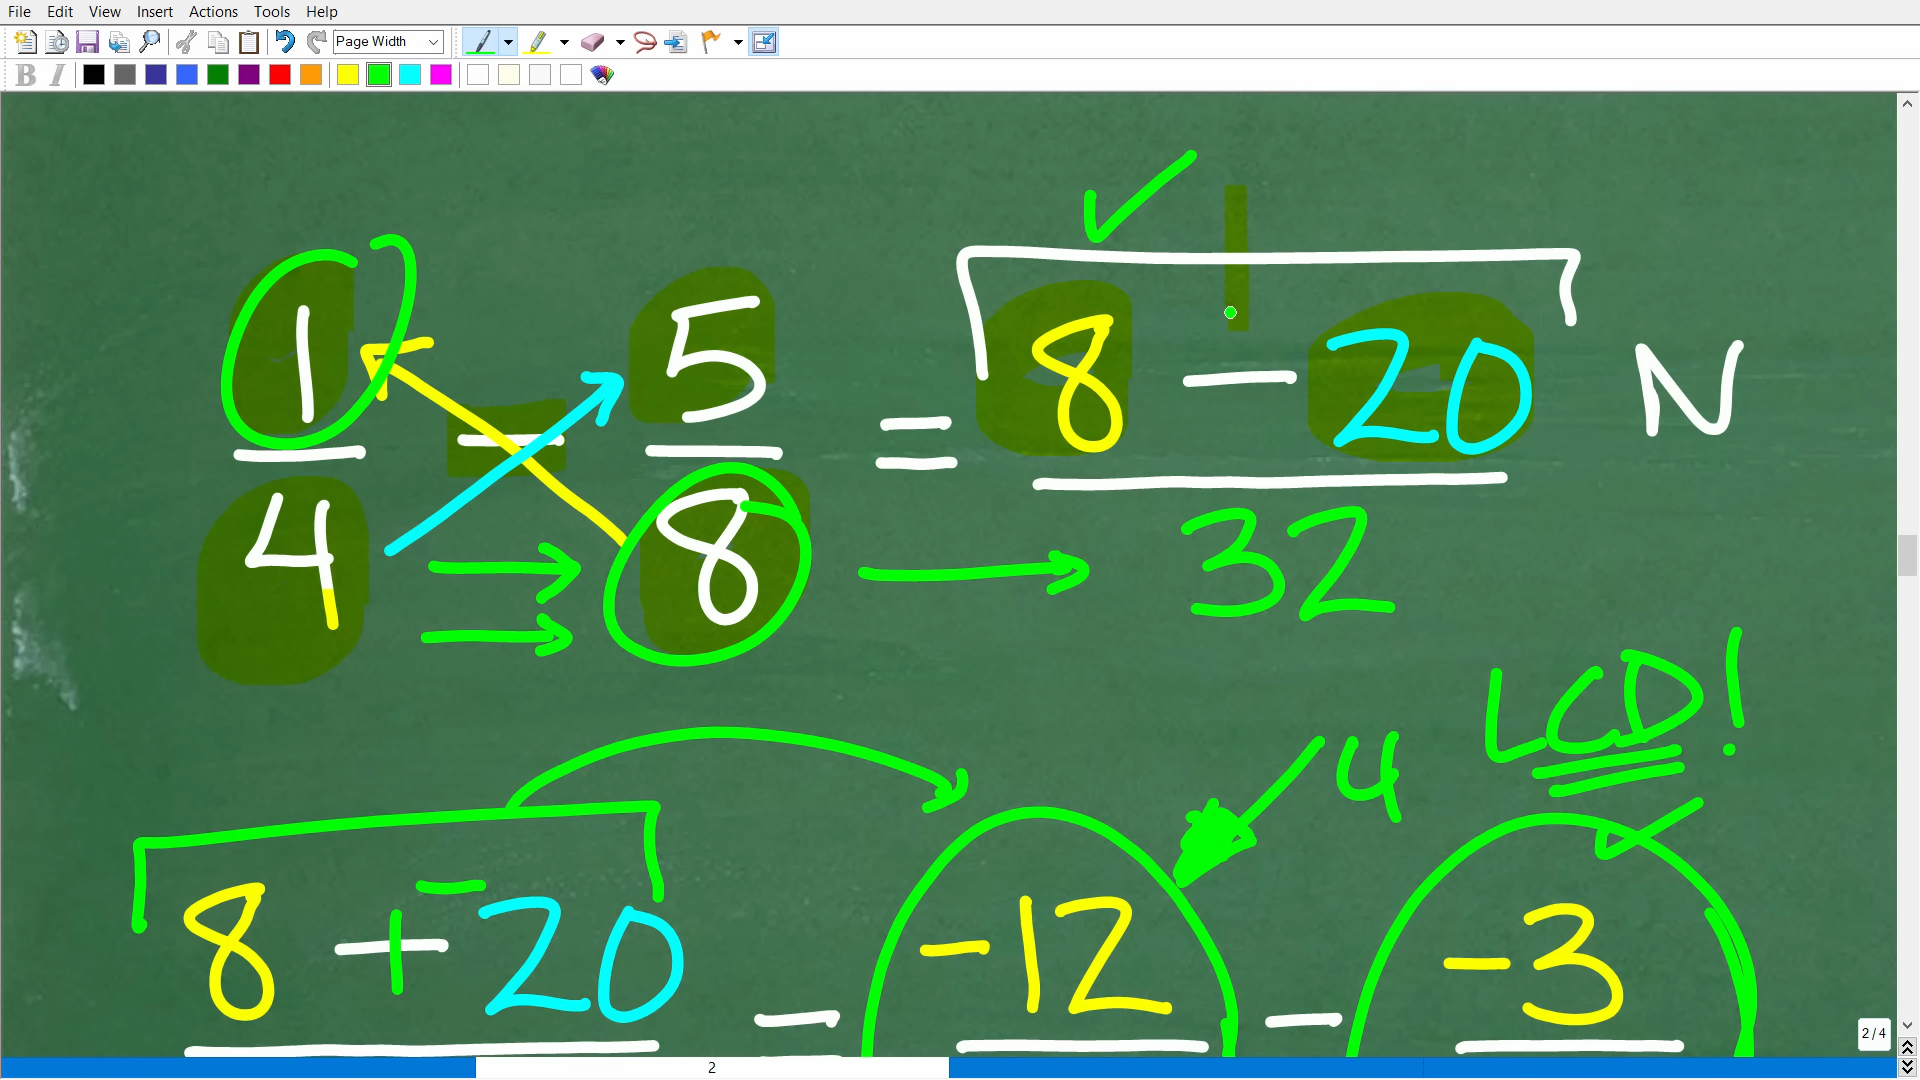 File Edit View Insert Actions Tools Help
Page Width
B I
1 5 8 - 20 N
- =
4 8 32
LCD!
4
8 + - 20 -12 -3
= =
2/4
2